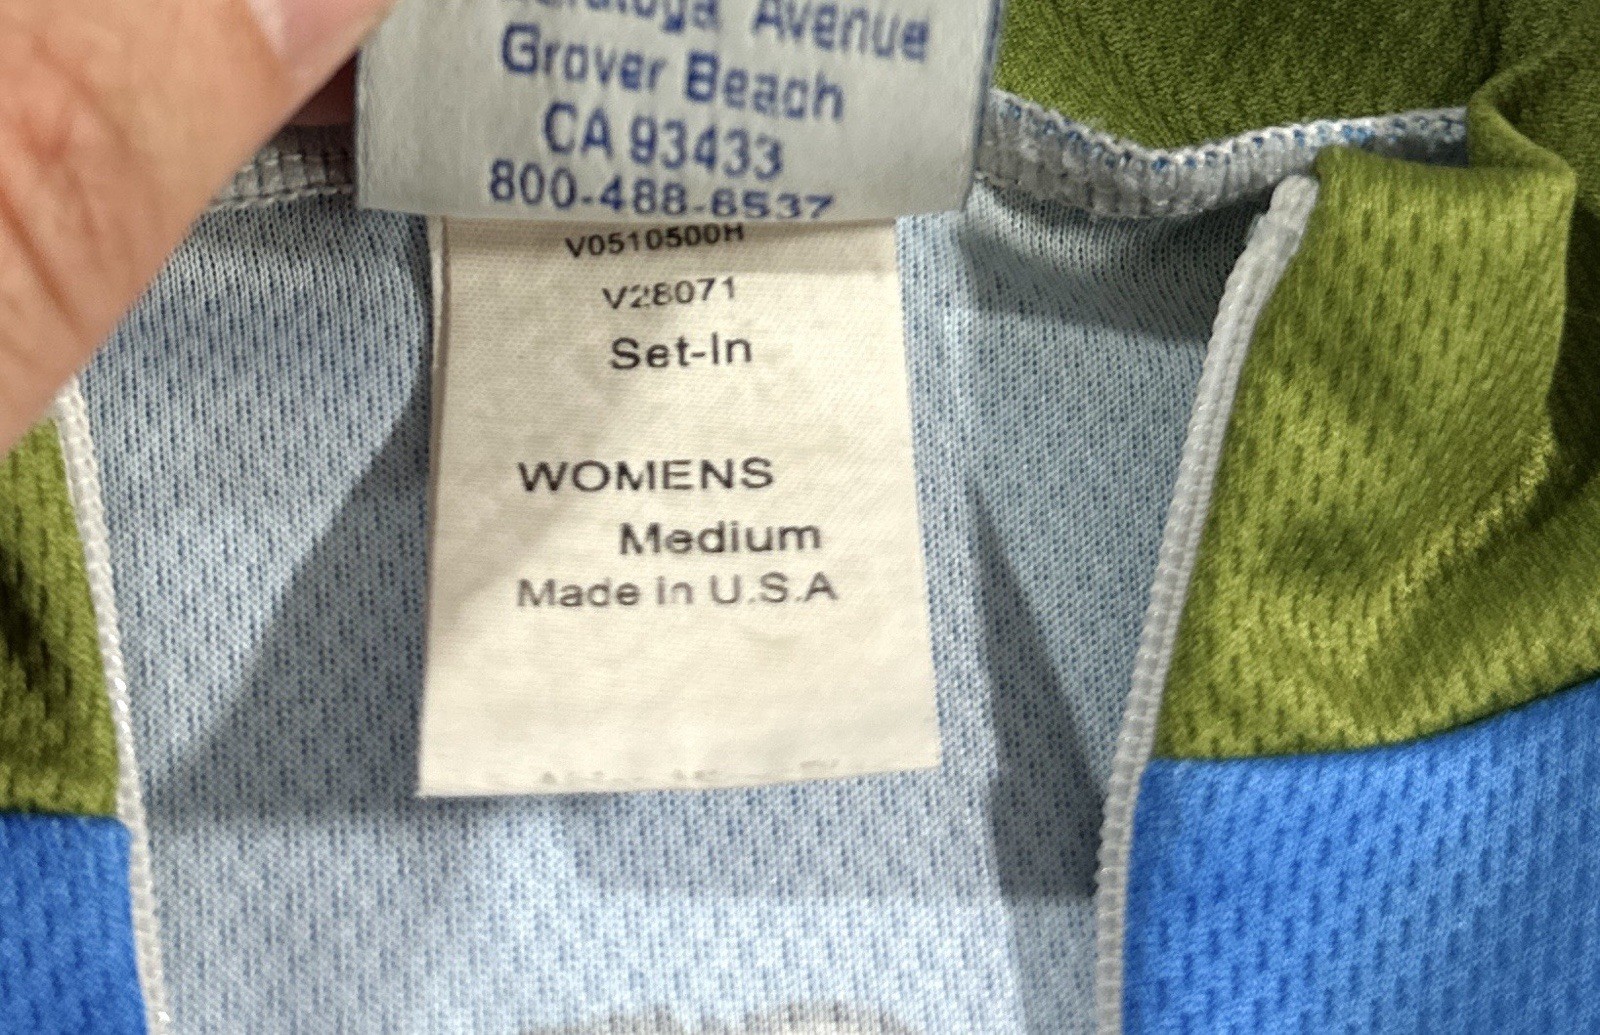 Avenue
Grover Beach
CA 93433
800-488-6537
V0510500H
V28071
Set-In
WOMENS
Medium
Made in U.S.A